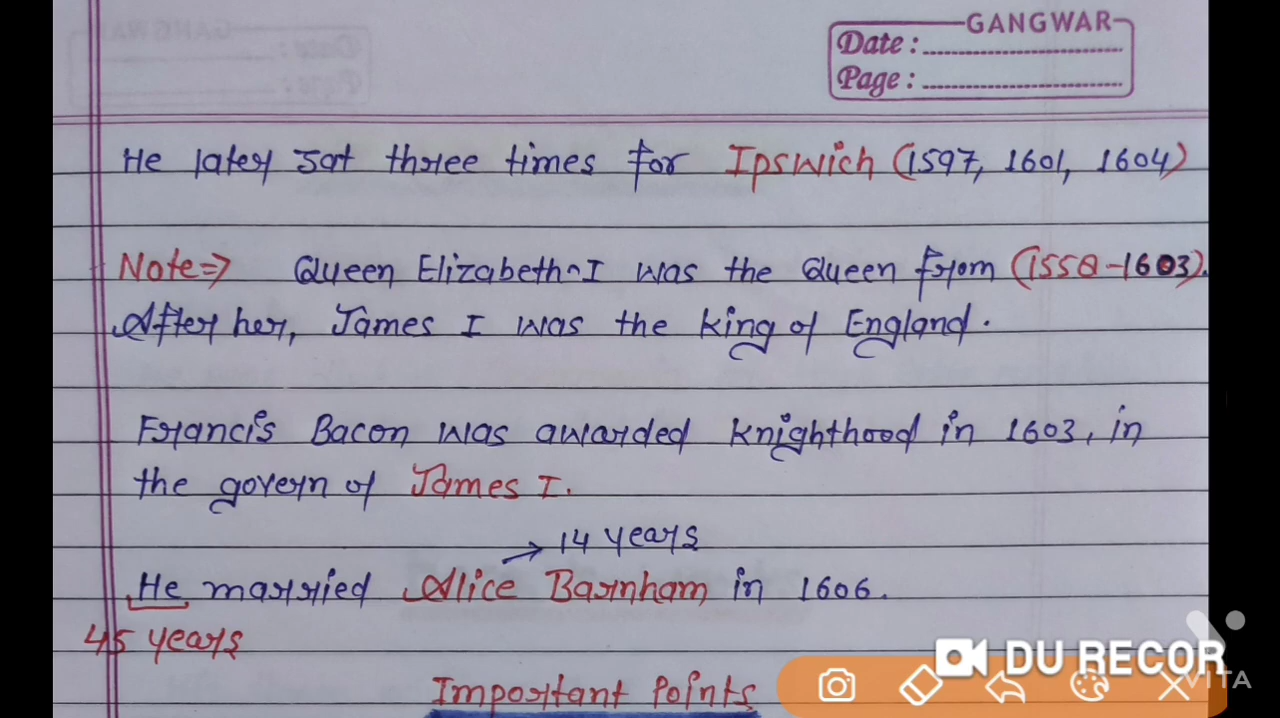 GANGWAR
Date :
Page :
He later sat three times for Ipswich (1597, 1601, 1604)
Note⇒ Queen Elizabeth-I was the Queen from (1558-1603).
After her, James I was the king of England.
Francis Bacon was awarded knighthood in 1603, in
the govern of James I.
→ 14 years
He married Alice Barnham in 1606.
45 years
Important Points
DU RECOR
VITA